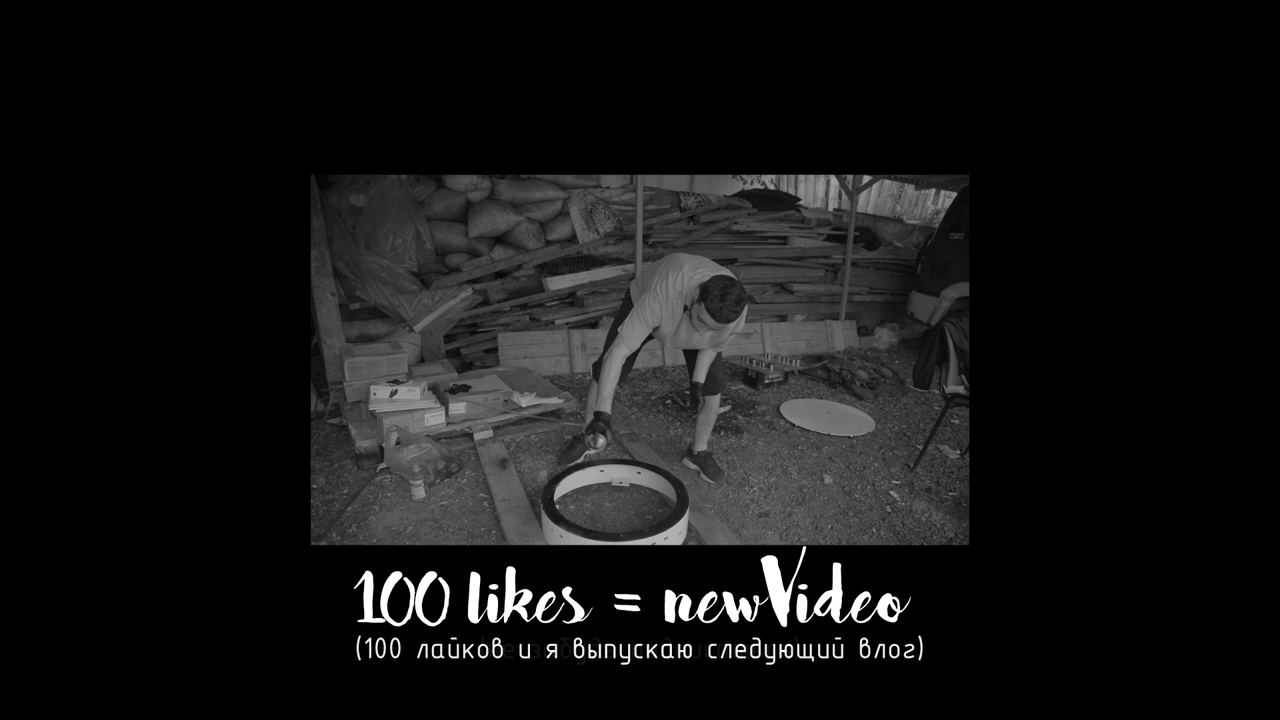 100 likes = newVideo
(100 лайков и я выпускаю следующий влог)